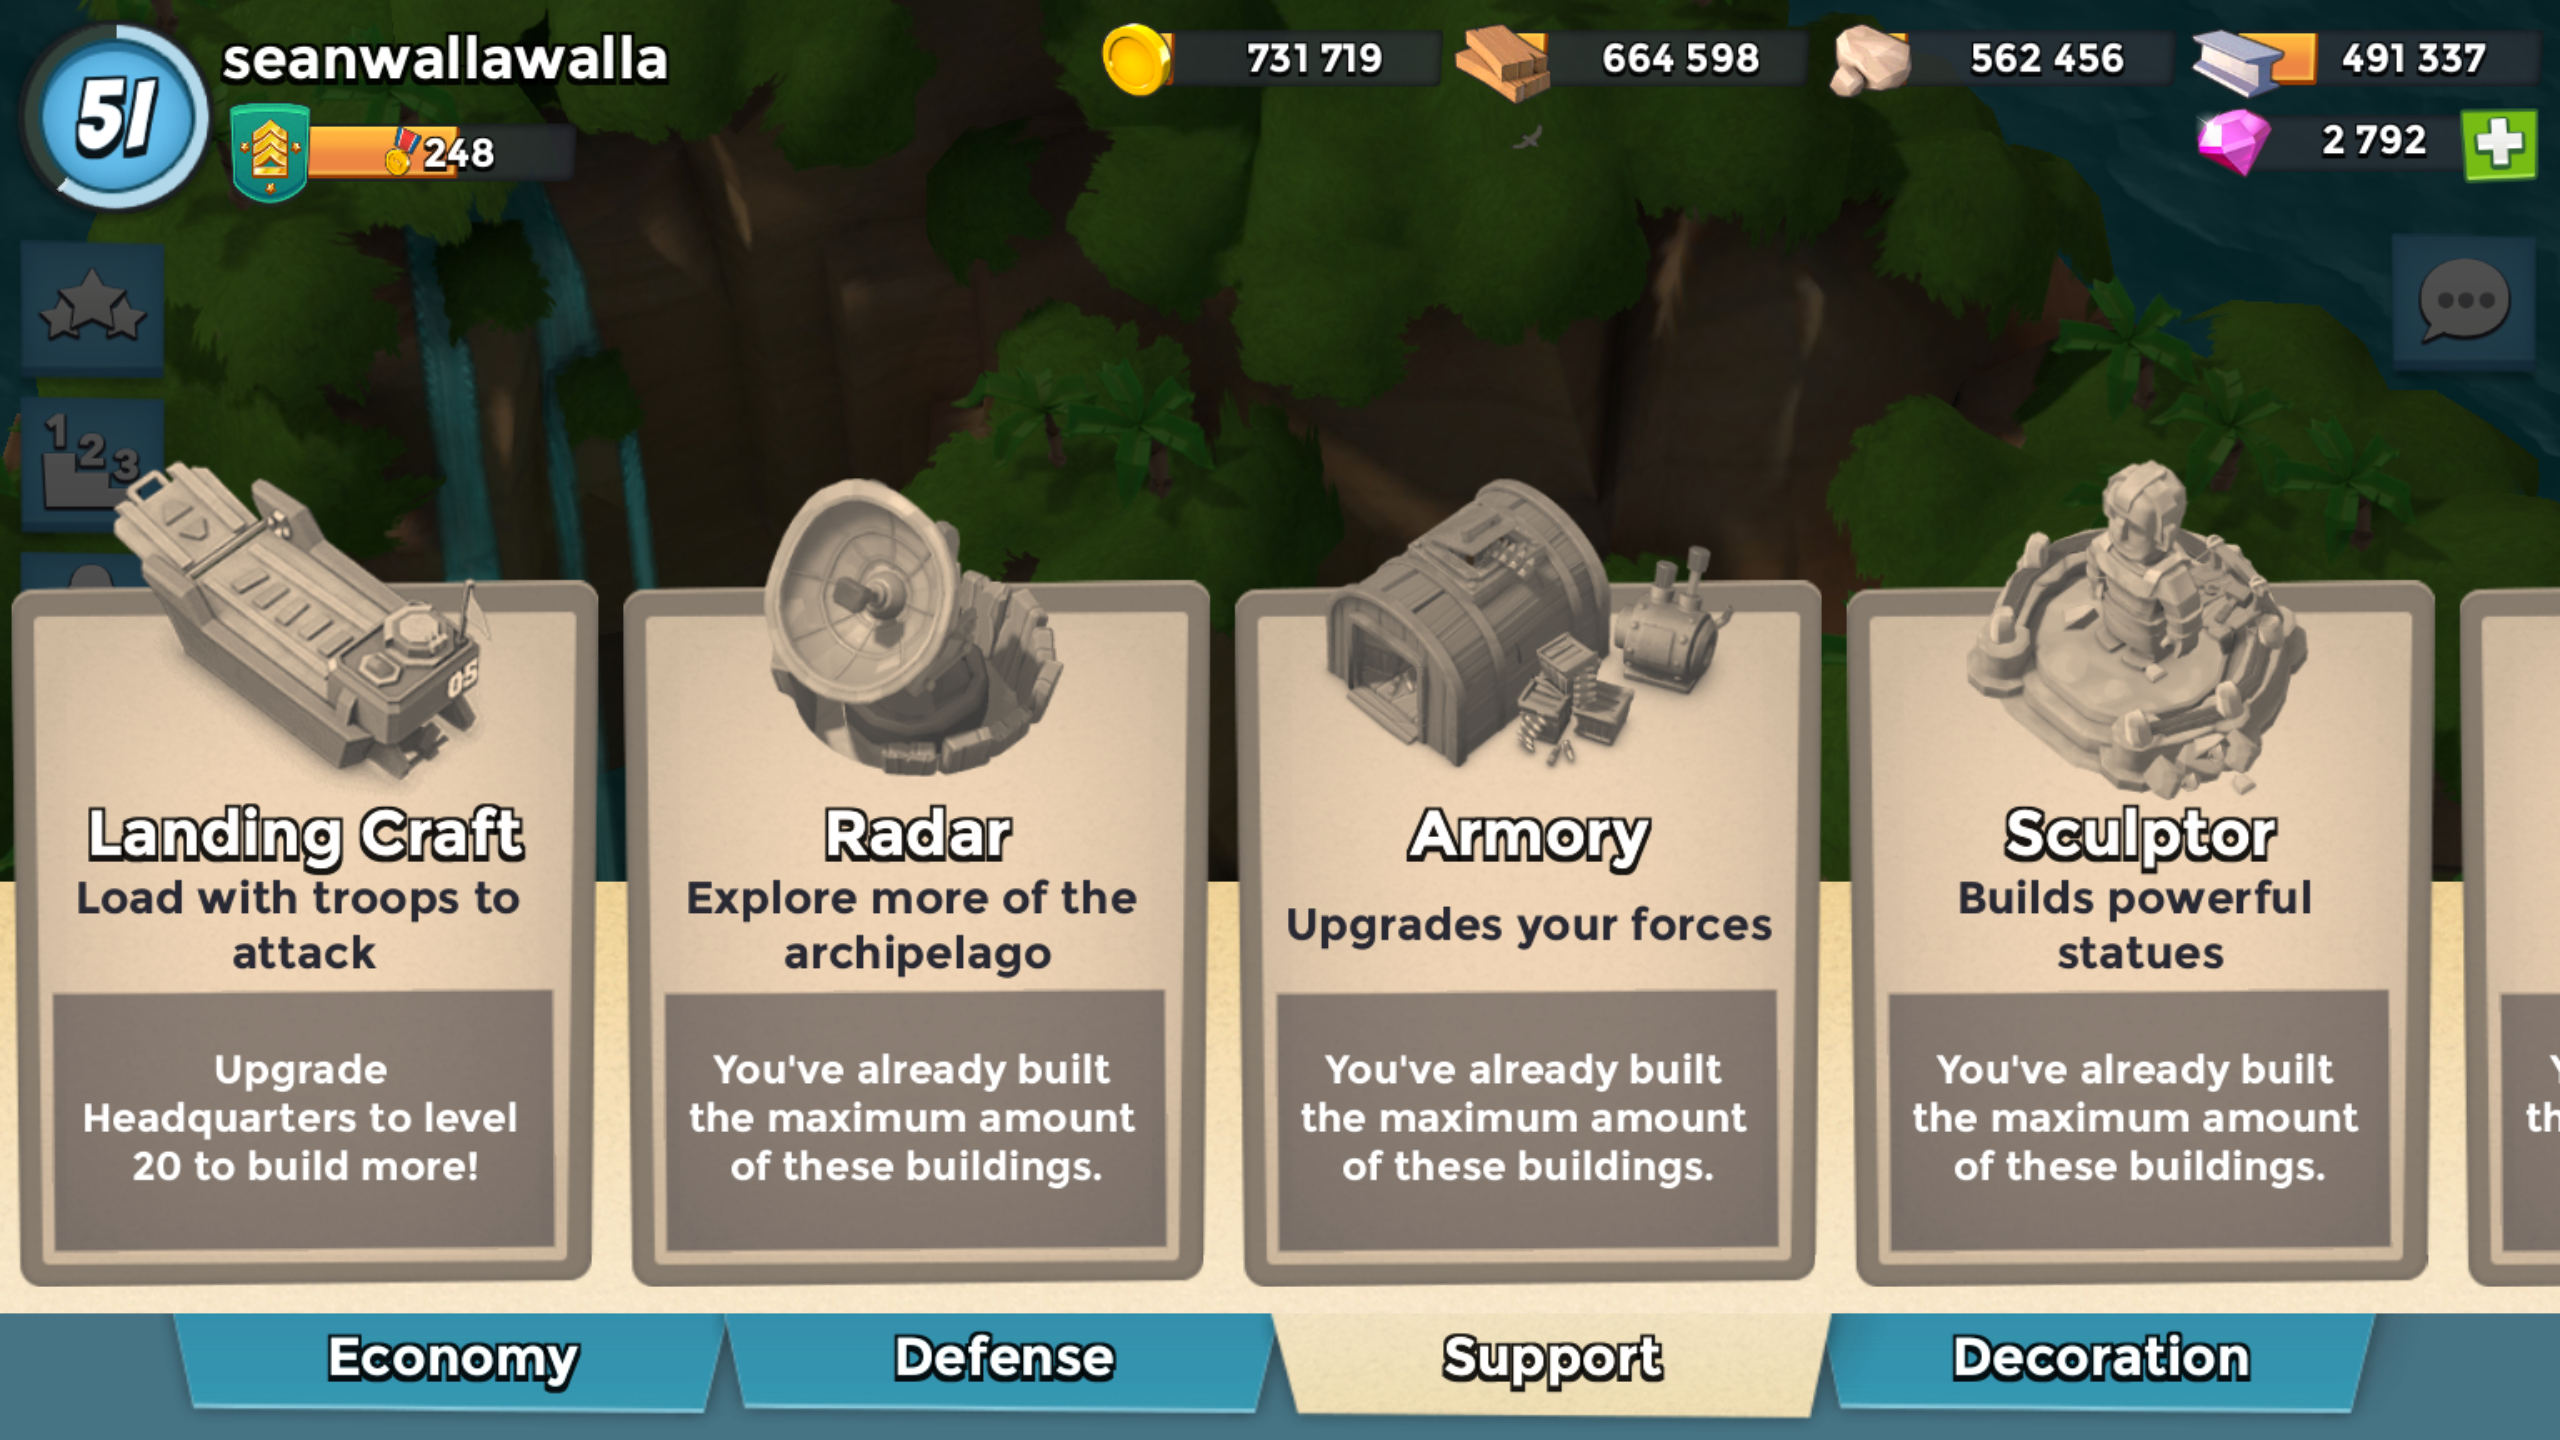 51
seanwallawalla
248
731 719
664 598
562 456
491 337
2 792
1 2 3
05
Landing Craft
Load with troops to
attack
Upgrade
Headquarters to level
20 to build more!
Radar
Explore more of the
archipelago
You've already built
the maximum amount
of these buildings.
Armory
Upgrades your forces
You've already built
the maximum amount
of these buildings.
Sculptor
Builds powerful
statues
You've already built
the maximum amount
of these buildings.
Economy
Defense
Support
Decoration